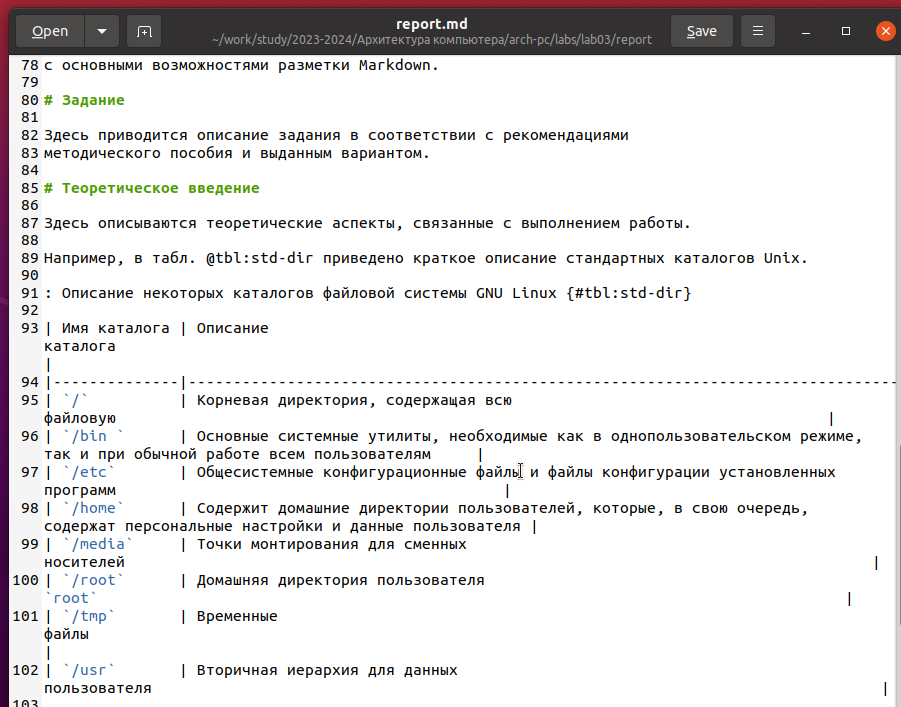 Open
report.md
~/work/study/2023-2024/Архитектура компьютера/arch-pc/labs/lab03/report
Save
78 с основными возможностями разметки Markdown.
79
80 # Задание
81
82 Здесь приводится описание задания в соответствии с рекомендациями
83 методического пособия и выданным вариантом.
84
85 # Теоретическое введение
86
87 Здесь описываются теоретические аспекты, связанные с выполнением работы.
88
89 Например, в табл. @tbl:std-dir приведено краткое описание стандартных каталогов Unix.
90
91 : Описание некоторых каталогов файловой системы GNU Linux {#tbl:std-dir}
92
93 | Имя каталога | Описание
каталога
|
94 |--------------|-------------------------------------------------------------------------------
95 | `/`          | Корневая директория, содержащая всю
файловую |
96 | `/bin `      | Основные системные утилиты, необходимые как в однопользовательском режиме,
так и при обычной работе всем пользователям |
97 | `/etc`       | Общесистемные конфигурационные файлы и файлы конфигурации установленных
программ |
98 | `/home`      | Содержит домашние директории пользователей, которые, в свою очередь,
содержат персональные настройки и данные пользователя |
99 | `/media`     | Точки монтирования для сменных
носителей |
100 | `/root`      | Домашняя директория пользователя
`root` |
101 | `/tmp`       | Временные
файлы
|
102 | `/usr`       | Вторичная иерархия для данных
пользователя |
103